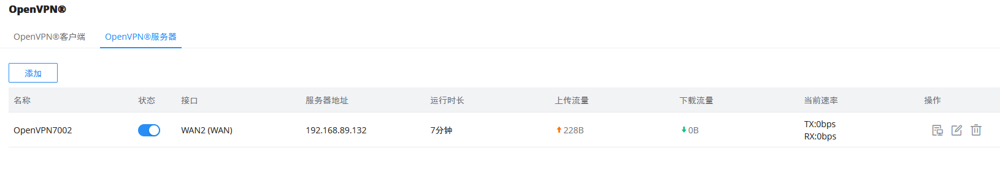 OpenVPN®
OpenVPN®客户端 OpenVPN®服务器
添加
名称 状态 接口 服务器地址 运行时长 上传流量 下载流量 当前速率 操作
OpenVPN7002 WAN2 (WAN) 192.168.89.132 7分钟 228B 0B TX:0bps
RX:0bps